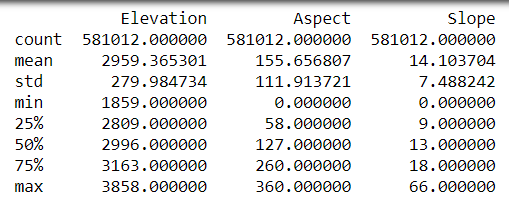 Elevation Aspect Slope
count 581012.000000 581012.000000 581012.000000
mean 2959.365301 155.656807 14.103704
std 279.984734 111.913721 7.488242
min 1859.000000 0.000000 0.000000
25% 2809.000000 58.000000 9.000000
50% 2996.000000 127.000000 13.000000
75% 3163.000000 260.000000 18.000000
max 3858.000000 360.000000 66.000000